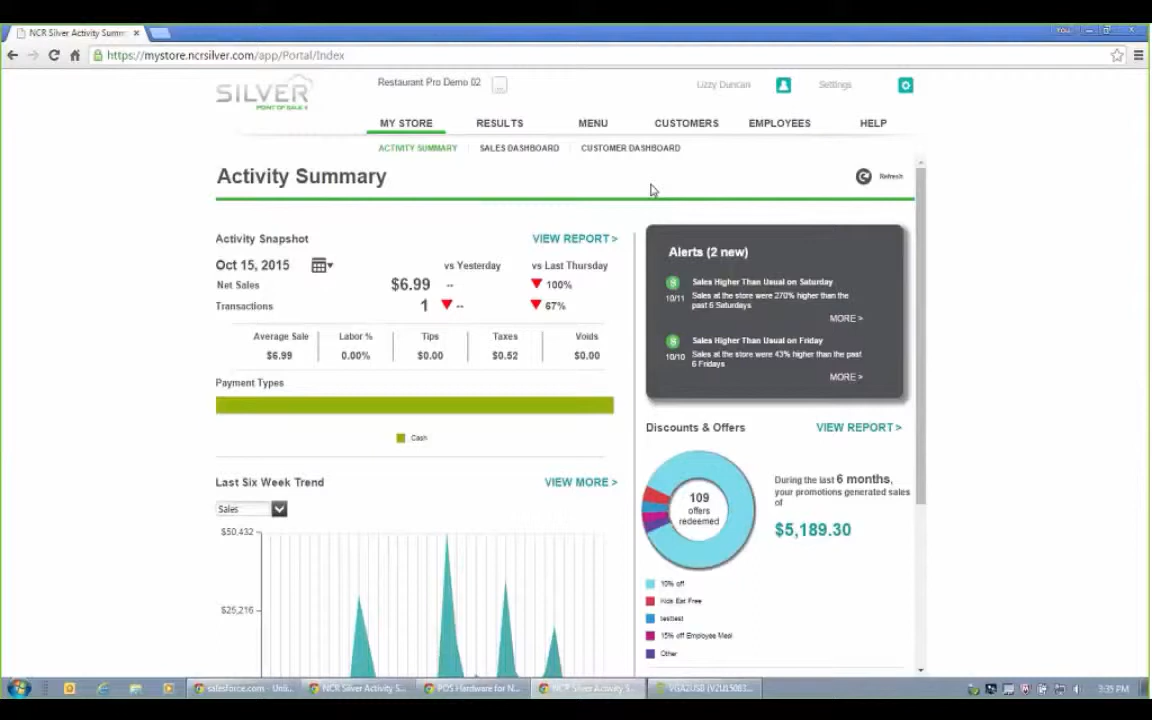 NCR Silver Activity Summ
https://mystore.ncrsilver.com/app/Portal/Index
SILVER
POINT OF SALE
Restaurant Pro Demo 02
Lizzy Duncan
Settings
MY STORE RESULTS MENU CUSTOMERS EMPLOYEES HELP
ACTIVITY SUMMARY SALES DASHBOARD CUSTOMER DASHBOARD
Activity Summary
Refresh
Activity Snapshot
VIEW REPORT >
Oct 15, 2015
vs Yesterday vs Last Thursday
Net Sales $6.99 -- 100%
Transactions 1 -- 67%
Average Sale Labor % Tips Taxes Voids
$6.99 0.00% $0.00 $0.52 $0.00
Payment Types
Cash
Last Six Week Trend
VIEW MORE >
Sales
$50,432
$25,216
Alerts (2 new)
Sales Higher Than Usual on Saturday
10/11 Sales at the store were 270% higher than the
past 6 Saturdays
MORE >
Sales Higher Than Usual on Friday
10/10 Sales at the store were 43% higher than the past
6 Fridays
MORE >
Discounts & Offers
VIEW REPORT >
109
offers
redeemed
During the last 6 months,
your promotions generated sales
of
$5,189.30
10% off
Kids Eat Free
testtest
15% off Employee Meal
Other
salesforce.com - Unli...
NCR Silver Activity S...
POS Hardware for N...
NCR Silver Activity S...
3:35 PM